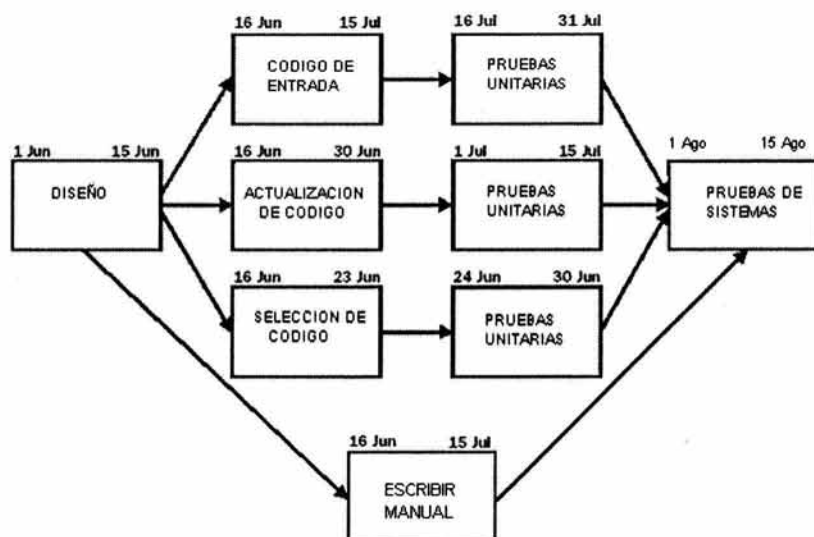 16 Jun 15 Jul
CODIGO DE
ENTRADA
16 Jul 31 Jul
PRUEBAS
UNITARIAS
1 Jun 15 Jun
DISEÑO
16 Jun 30 Jun
ACTUALIZACION
DE CODIGO
1 Jul 15 Jul
PRUEBAS
UNITARIAS
1 Ago 15 Ago
PRUEBAS DE
SISTEMAS
16 Jun 23 Jun
SELECCION DE
CODIGO
24 Jun 30 Jun
PRUEBAS
UNITARIAS
16 Jun 15 Jul
ESCRIBIR
MANUAL